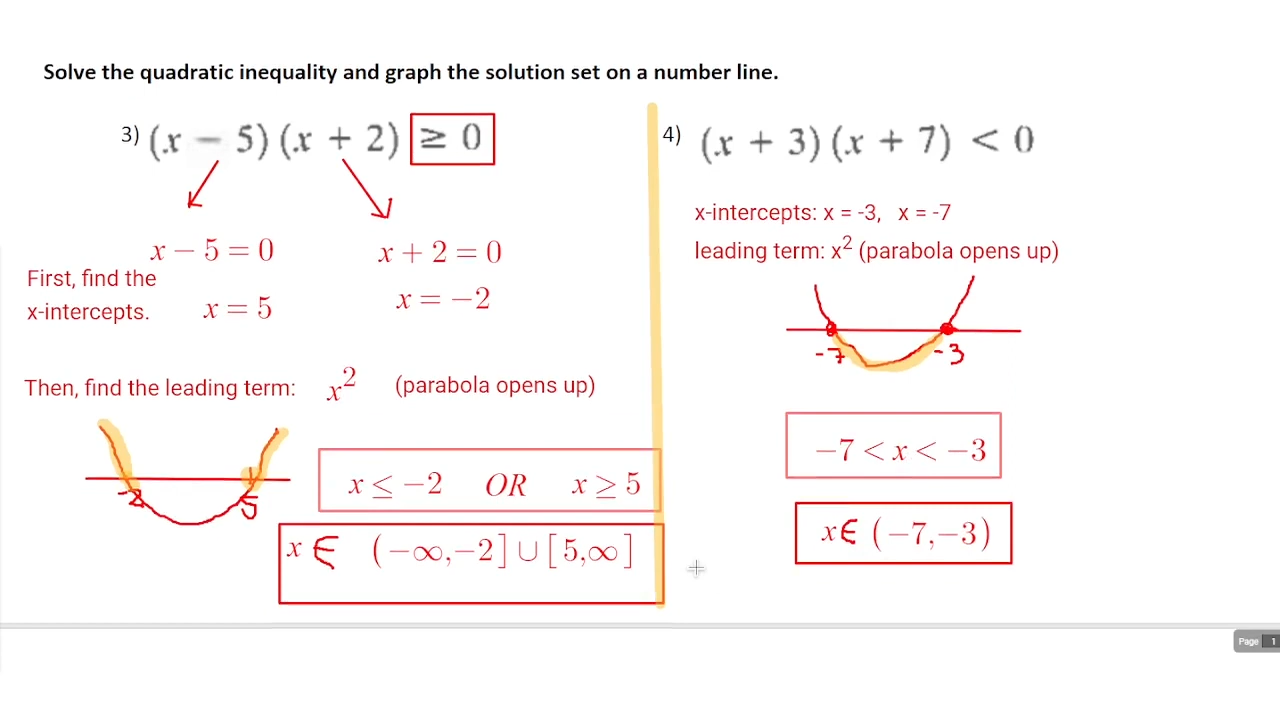 Solve the quadratic inequality and graph the solution set on a number line.
3) (x − 5)(x + 2) ≥ 0
x − 5 = 0
x + 2 = 0
First, find the
x-intercepts.
x = 5
x = −2
Then, find the leading term: x² (parabola opens up)
-2
5
x ≤ −2 OR x ≥ 5
x ∈ (−∞,−2] ∪ [5,∞]
4) (x + 3)(x + 7) < 0
x-intercepts: x = -3, x = -7
leading term: x² (parabola opens up)
-7
-3
−7 < x < −3
x∈ (−7,−3)
Page 1